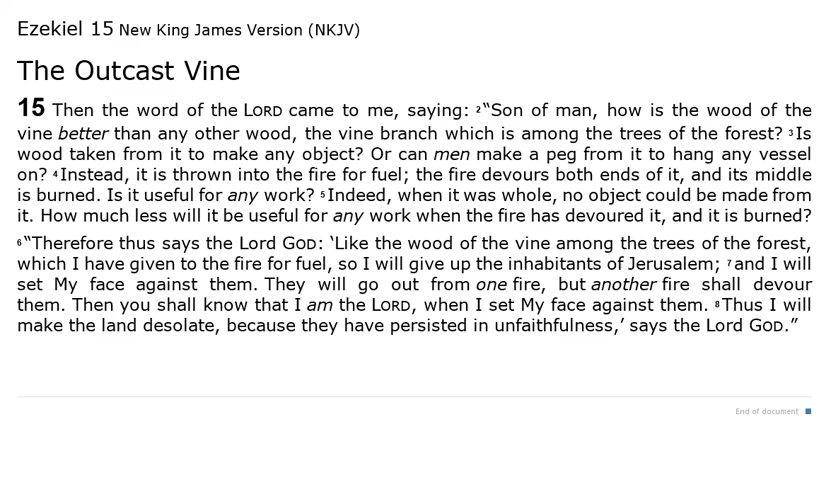 Ezekiel 15 New King James Version (NKJV)
The Outcast Vine
15 Then the word of the LORD came to me, saying: 2 “Son of man, how is the wood of the
vine better than any other wood, the vine branch which is among the trees of the forest? 3 Is
wood taken from it to make any object? Or can men make a peg from it to hang any vessel
on? 4 Instead, it is thrown into the fire for fuel; the fire devours both ends of it, and its middle
is burned. Is it useful for any work? 5 Indeed, when it was whole, no object could be made from
it. How much less will it be useful for any work when the fire has devoured it, and it is burned?
6 “Therefore thus says the Lord GOD: ‘Like the wood of the vine among the trees of the forest,
which I have given to the fire for fuel, so I will give up the inhabitants of Jerusalem; 7 and I will
set My face against them. They will go out from one fire, but another fire shall devour
them. Then you shall know that I am the LORD, when I set My face against them. 8 Thus I will
make the land desolate, because they have persisted in unfaithfulness,’ says the Lord GOD.”
End of document